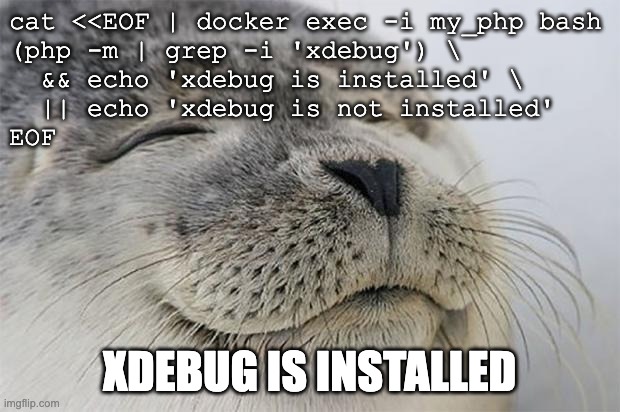 cat <<EOF | docker exec -i my_php bash
(php -m | grep -i 'xdebug') \
  && echo 'xdebug is installed' \
  || echo 'xdebug is not installed'
EOF
XDEBUG IS INSTALLED
imgflip.com